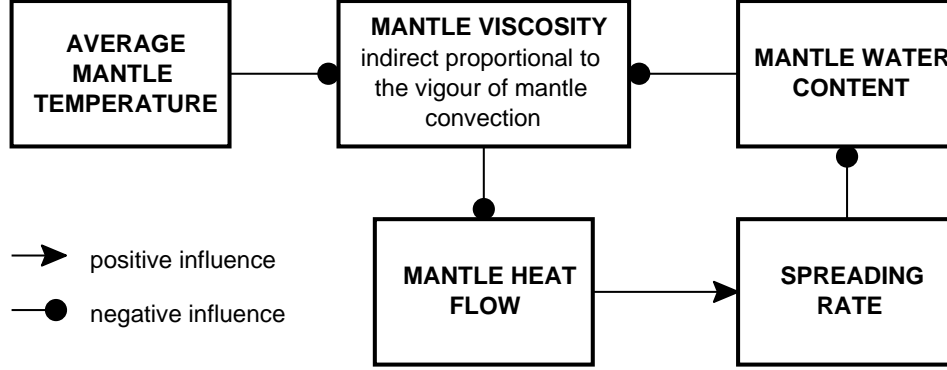 AVERAGE
MANTLE
TEMPERATURE
MANTLE VISCOSITY
indirect proportional to
the vigour of mantle
convection
MANTLE WATER
CONTENT
positive influence
negative influence
MANTLE HEAT
FLOW
SPREADING
RATE